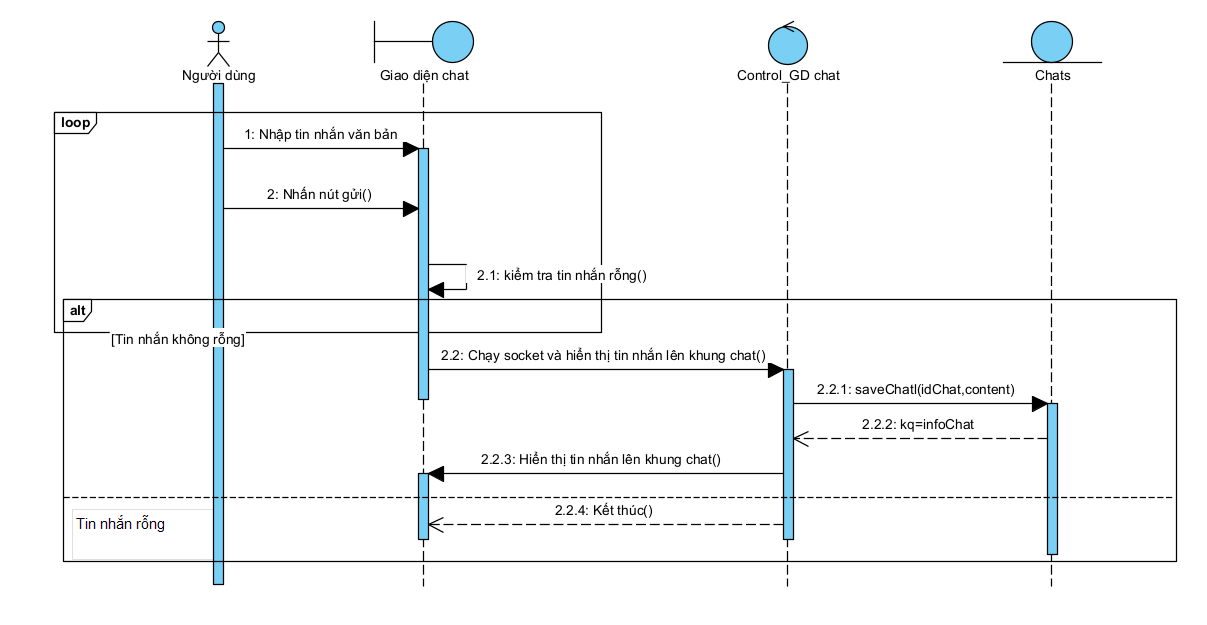 Người dùng
Giao diện chat
Control_GD chat
Chats
loop
1: Nhập tin nhắn văn bản
2: Nhấn nút gửi()
2.1: kiểm tra tin nhắn rỗng()
alt
[Tin nhắn không rỗng]
2.2: Chạy socket và hiển thị tin nhắn lên khung chat()
2.2.1: saveChatl(idChat,content)
2.2.2: kq=infoChat
2.2.3: Hiển thị tin nhắn lên khung chat()
2.2.4: Kết thúc()
Tin nhắn rỗng